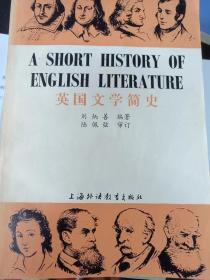 A SHORT HISTORY OF
ENGLISH LITERATURE
英国文学简史
刘炳善 编著
陆佩弦 审订
上海外语教育出版社